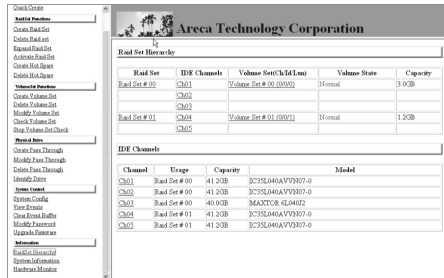 Quick Create
Raid Set Functions
Create Raid Set
Delete Raid set
Expand Raid Set
Activate Raid Set
Create Hot Spare
Delete Hot Spare
Volume Set Functions
Create Volume Set
Delete Volume Set
Modify Volume Set
Check Volume Set
Stop Volume Set Check
Physical Drive
Create Pass Through
Modify Pass Through
Delete Pass Through
Identify Drive
System Control
System Config
View Events
Clear Event Buffer
Modify Password
Upgrade Firmware
Information
RaidSet Hierarchy
System Information
Hardware Monitor
Areca Technology Corporation
Raid Set Hierarchy
Raid Set IDE Channels Volume Set(Ch/Id/Lun) Volume State Capacity
Raid Set # 00 Ch01 Volume Set # 00 (0/0/0) Normal 3.0GB
Ch02
Ch03
Raid Set # 01 Ch04 Volume Set # 01 (0/0/1) Normal 1.2GB
Ch05
IDE Channels
Channel Usage Capacity Model
Ch01 Raid Set # 00 41.2GB IC35L040AVVN07-0
Ch02 Raid Set # 00 41.2GB IC35L040AVVN07-0
Ch03 Raid Set # 00 40.0GB MAXTOR 6L040J2
Ch04 Raid Set # 01 41.2GB IC35L040AVVN07-0
Ch05 Raid Set # 01 41.2GB IC35L040AVVN07-0